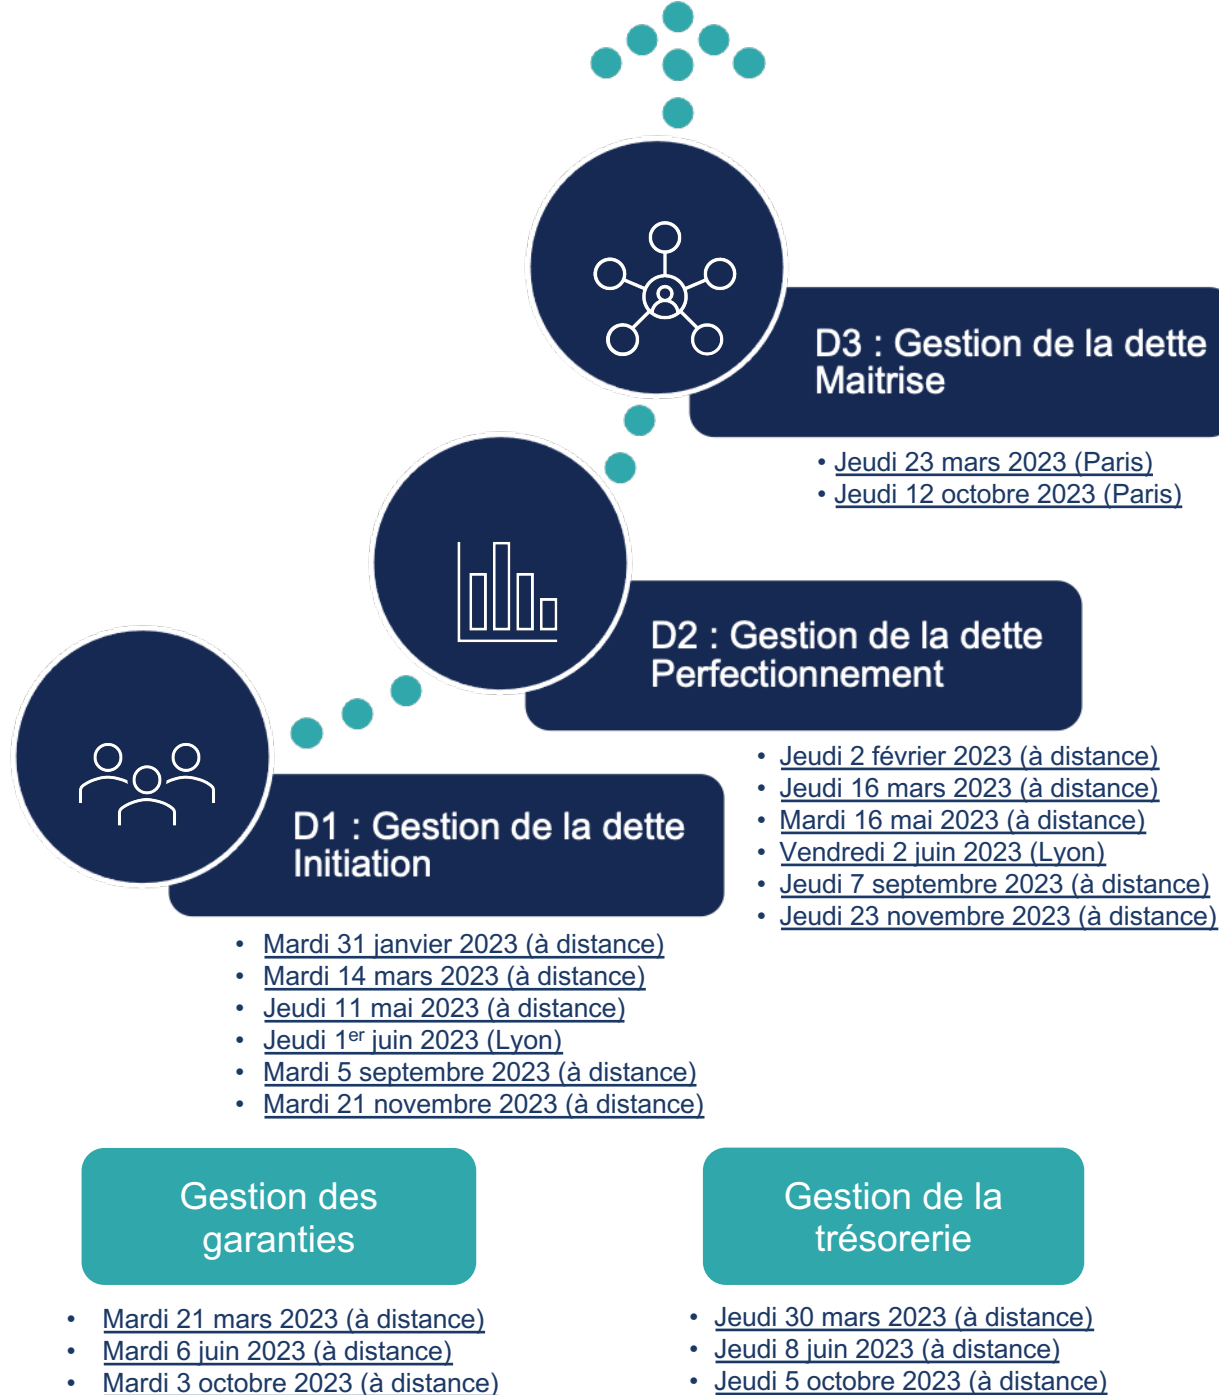 D3 : Gestion de la dette
Maitrise
• Jeudi 23 mars 2023 (Paris)
• Jeudi 12 octobre 2023 (Paris)
D2 : Gestion de la dette
Perfectionnement
• Jeudi 2 février 2023 (à distance)
• Jeudi 16 mars 2023 (à distance)
• Mardi 16 mai 2023 (à distance)
• Vendredi 2 juin 2023 (Lyon)
• Jeudi 7 septembre 2023 (à distance)
• Jeudi 23 novembre 2023 (à distance)
D1 : Gestion de la dette
Initiation
• Mardi 31 janvier 2023 (à distance)
• Mardi 14 mars 2023 (à distance)
• Jeudi 11 mai 2023 (à distance)
• Jeudi 1er juin 2023 (Lyon)
• Mardi 5 septembre 2023 (à distance)
• Mardi 21 novembre 2023 (à distance)
Gestion des
garanties
• Mardi 21 mars 2023 (à distance)
• Mardi 6 juin 2023 (à distance)
• Mardi 3 octobre 2023 (à distance)
Gestion de la
trésorerie
• Jeudi 30 mars 2023 (à distance)
• Jeudi 8 juin 2023 (à distance)
• Jeudi 5 octobre 2023 (à distance)